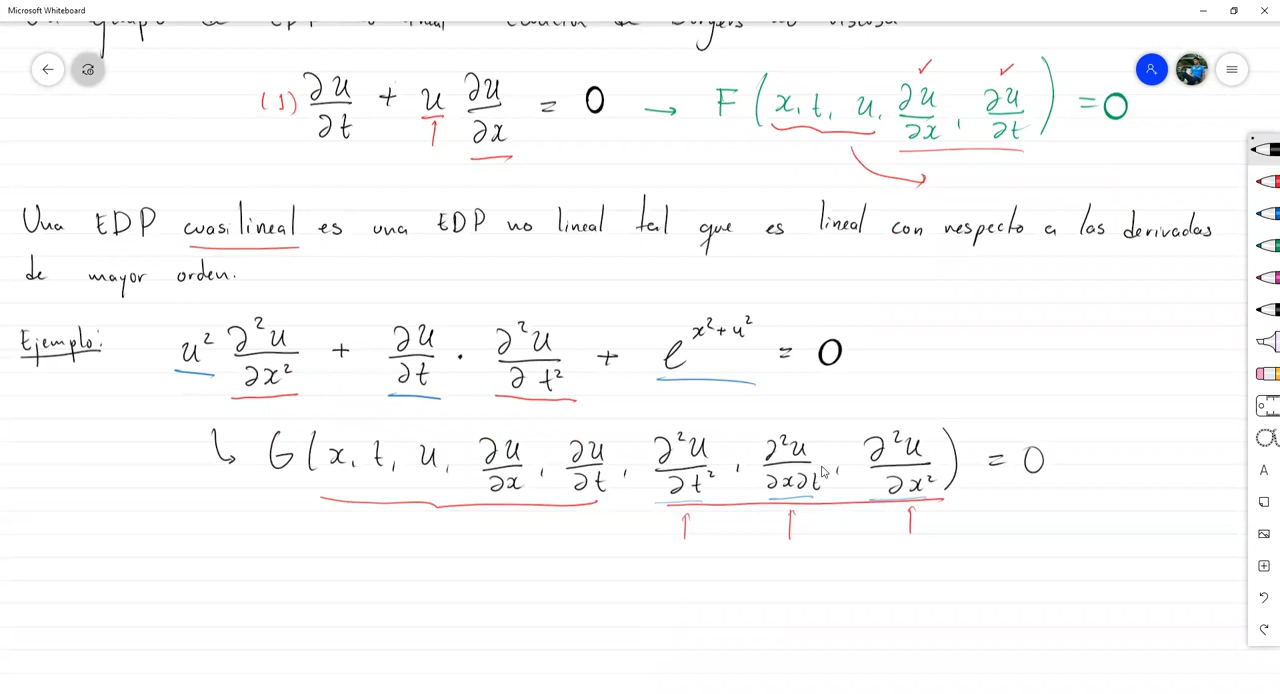 Microsoft Whiteboard
(1) ∂u/∂t + u ∂u/∂x = 0 → F(x, t, u, ∂u/∂x, ∂u/∂t) = 0
Una EDP cuasilineal es una EDP no lineal tal que es lineal con respecto a las derivadas
de mayor orden.
Ejemplo: u² ∂²u/∂x² + ∂u/∂t · ∂²u/∂t² + e^(x²+u²) = 0
↳ G(x, t, u, ∂u/∂x, ∂u/∂t, ∂²u/∂t², ∂²u/∂x∂t, ∂²u/∂x²) = 0
A